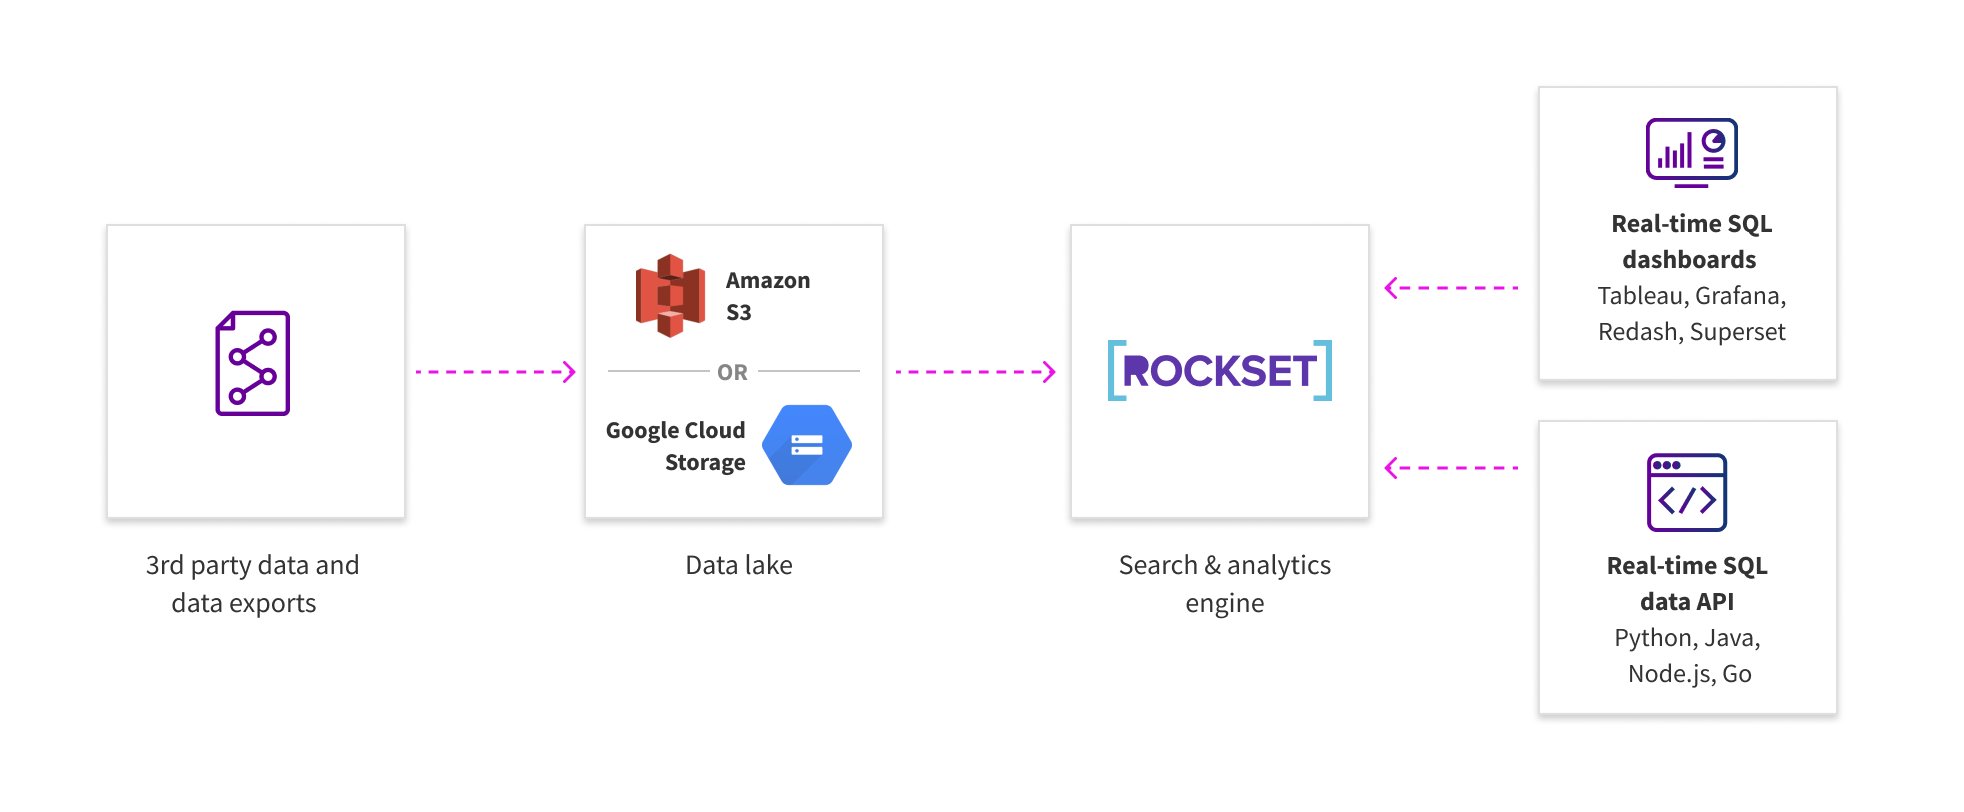 3rd party data and
data exports
Amazon
S3
OR
Google Cloud
Storage
Data lake
[ROCKSET]
Search & analytics
engine
Real-time SQL
dashboards
Tableau, Grafana,
Redash, Superset
</>
Real-time SQL
data API
Python, Java,
Node.js, Go